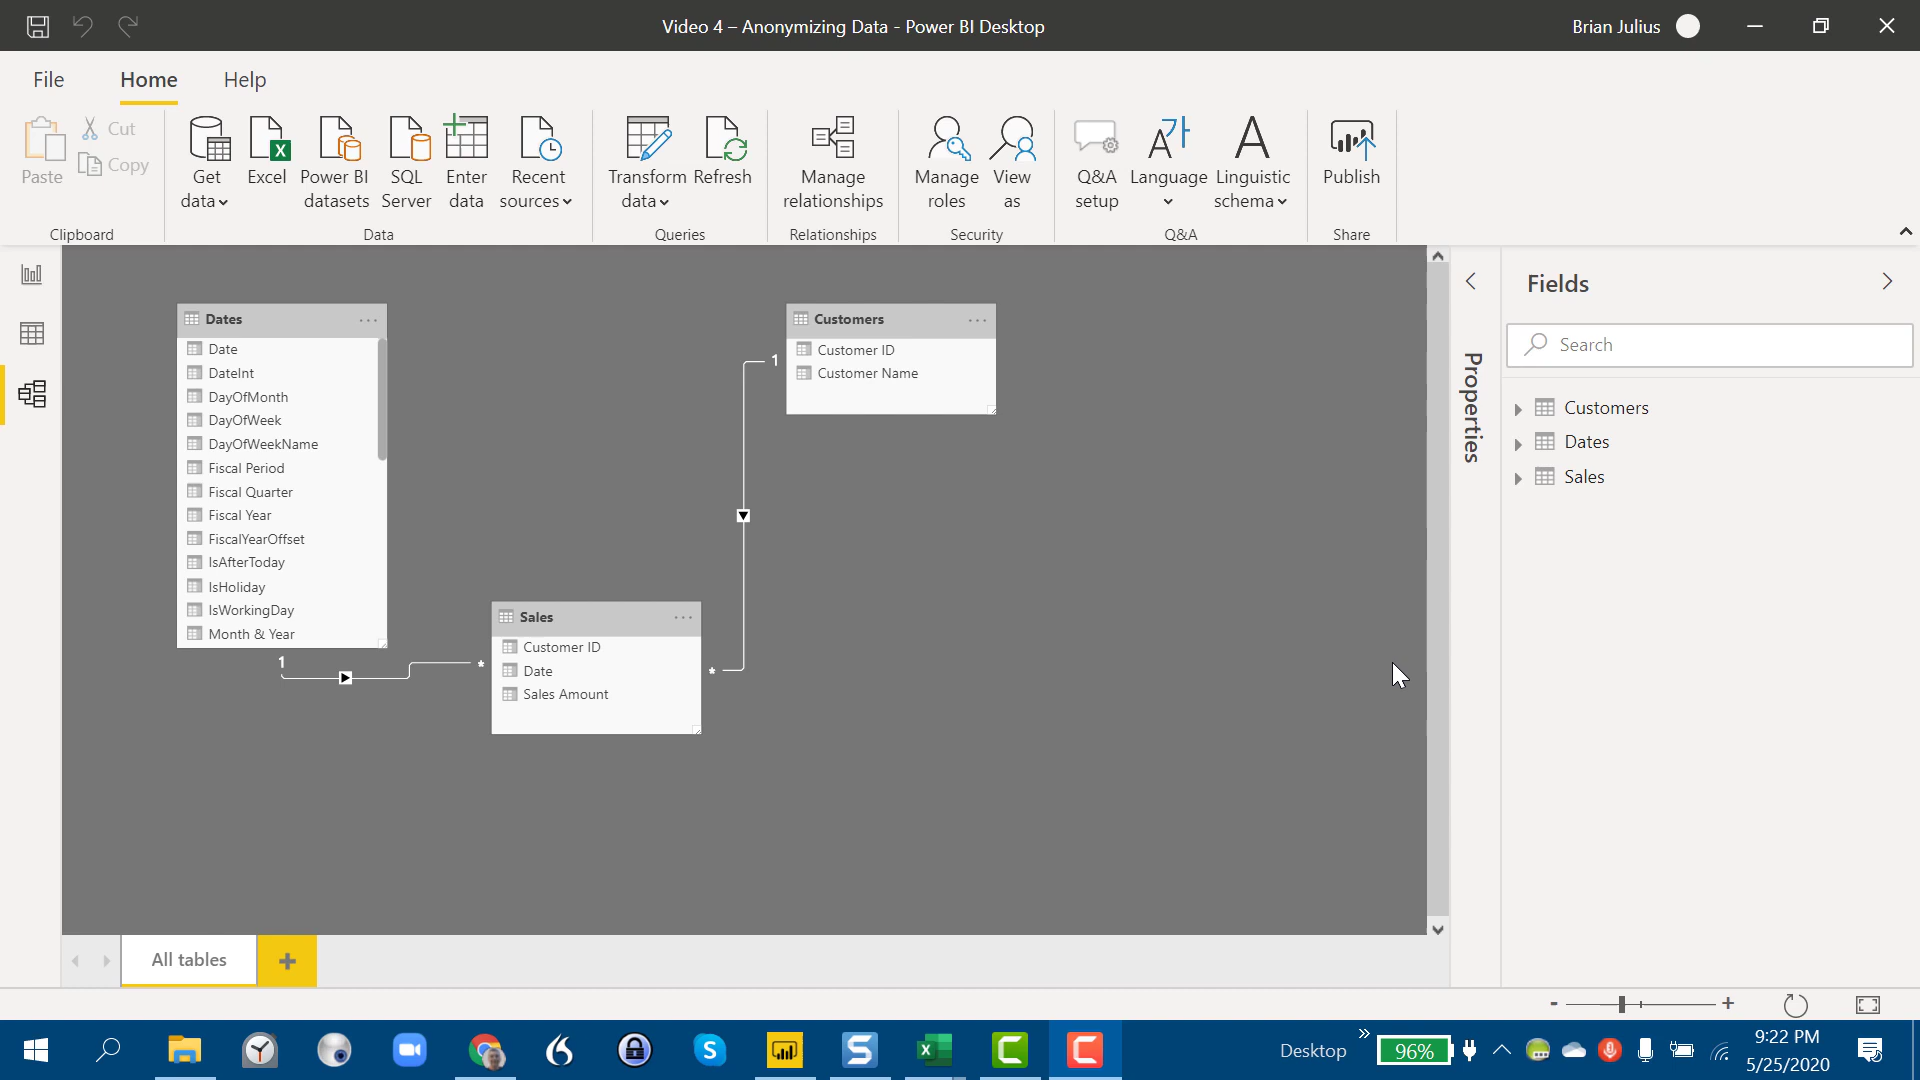 Video 4 – Anonymizing Data - Power BI Desktop
Brian Julius
File
Home
Help
Paste
Cut
Copy
Clipboard
Get
data
Excel
Power BI
datasets
SQL
Server
Enter
data
Recent
sources
Data
Transform
data
Refresh
Queries
Manage
relationships
Relationships
Manage
roles
View
as
Security
Q&A
setup
Language
Linguistic
schema
Q&A
Publish
Share
Dates
Date
DateInt
DayOfMonth
DayOfWeek
DayOfWeekName
Fiscal Period
Fiscal Quarter
Fiscal Year
FiscalYearOffset
IsAfterToday
IsHoliday
IsWorkingDay
Month & Year
1
*
Sales
Customer ID
Date
Sales Amount
*
1
Customers
Customer ID
Customer Name
Properties
Fields
Search
Customers
Dates
Sales
All tables
Desktop
96%
9:22 PM
5/25/2020